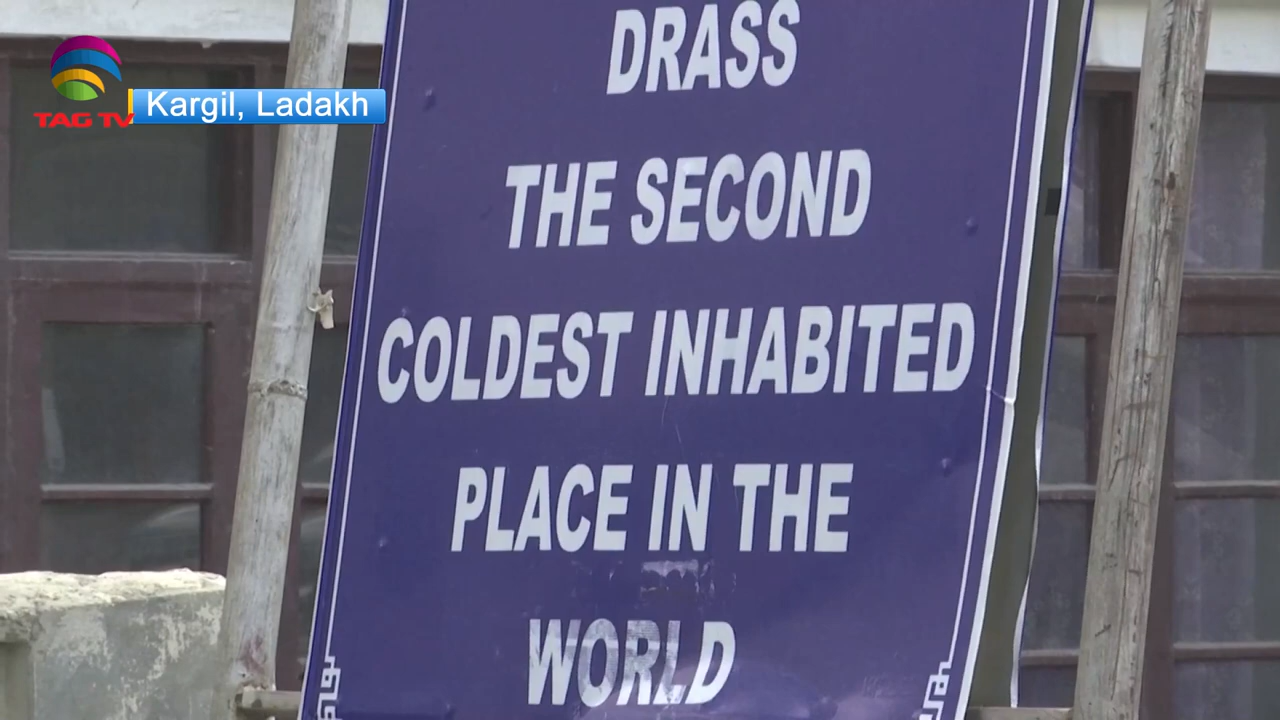 TAG TV
Kargil, Ladakh
DRASS
THE SECOND
COLDEST INHABITED
PLACE IN THE
WORLD